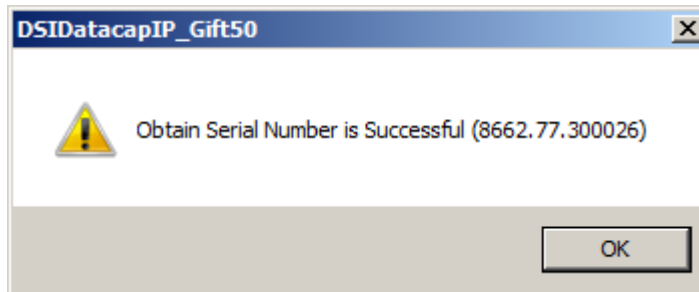 DSIDatacapIP_Gift50
Obtain Serial Number is Successful (8662.77.300026)
OK